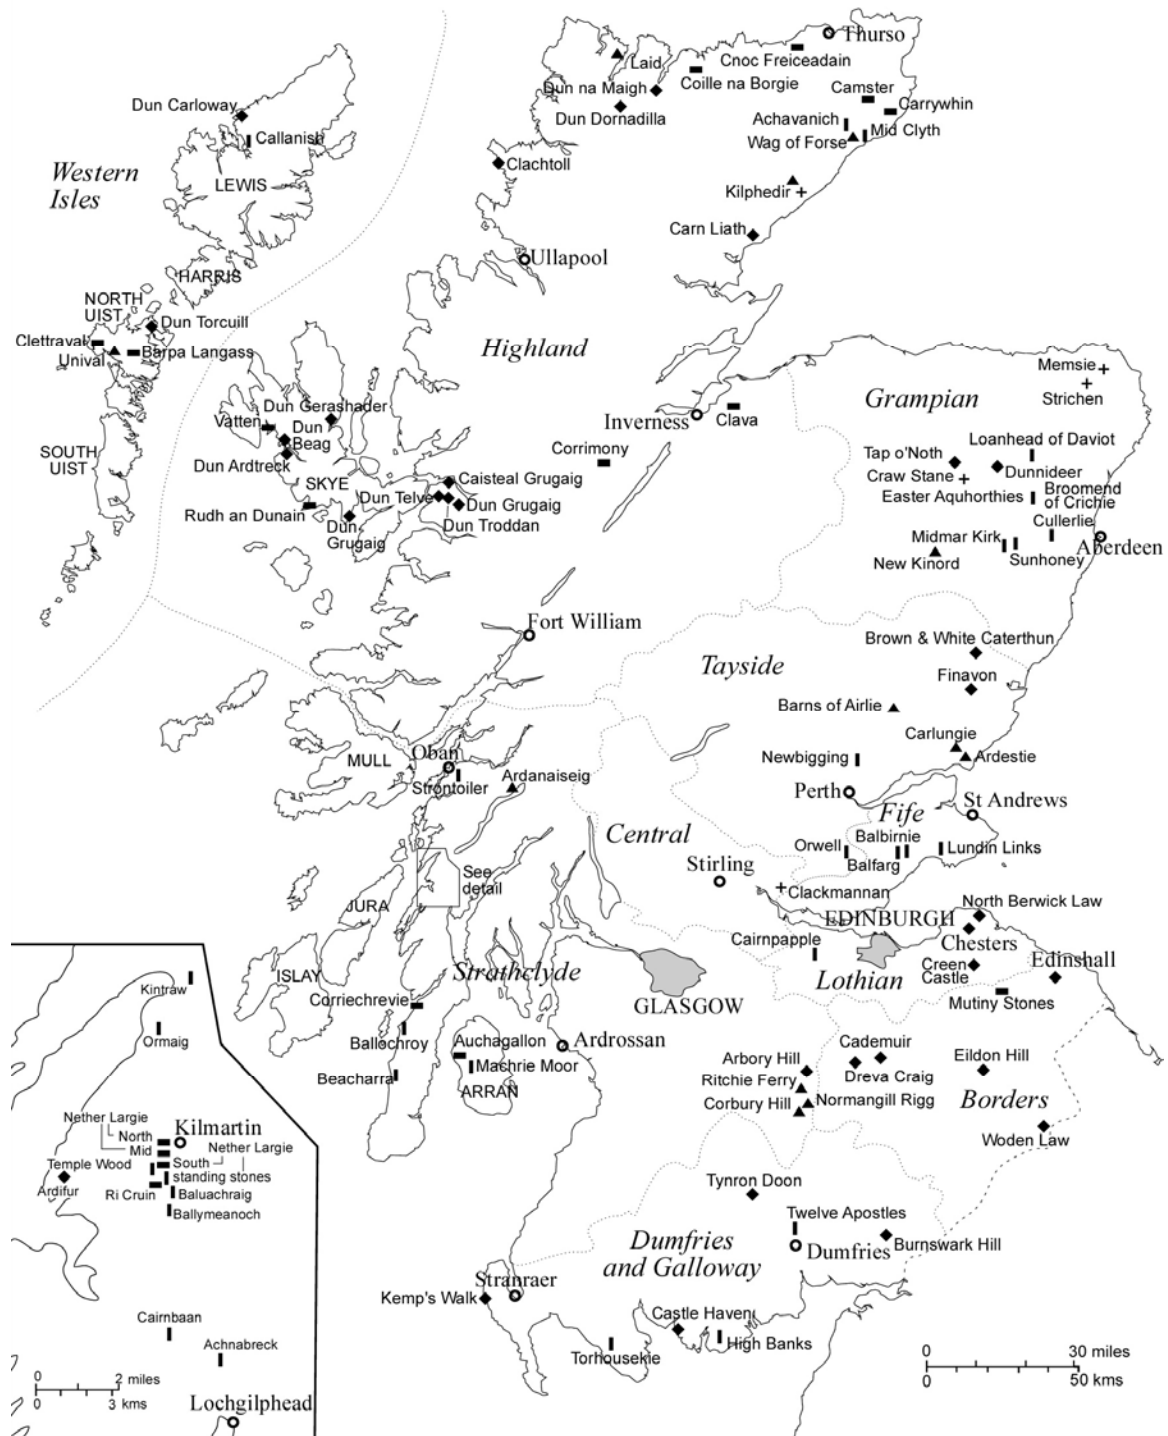 Thurso
Cnoc Freiceadain
Laid
Coille na Borgie
Dun na Maigh
Dun Dornadilla
Camster
Carrywhin
Achavanich
Mid Clyth
Wag of Forse
Dun Carloway
Callanish
LEWIS
Western
Isles
Clachtoll
Kilphedir
Carn Liath
Ullapool
HARRIS
NORTH
UIST
Dun Torcuill
Clettraval
Unival
Barpa Langass
Highland
Memsie
Strichen
Grampian
Dun Gerashader
Vatten
Dun
Beag
Dun Ardtreck
Inverness
Clava
Corrimony
SOUTH
UIST
SKYE
Rudh an Dunain
Dun
Grugaig
Caisteal Grugaig
Dun Telve
Dun Grugaig
Dun Troddan
Loanhead of Daviot
Tap o'Noth
Dunnideer
Craw Stane
Easter Aquhorthies
Broomend
of Crichie
Cullerlie
Midmar Kirk
Aberdeen
Sunhoney
New Kinord
Fort William
Brown & White Caterthun
Tayside
Finavon
Barns of Airlie
Carlungie
Ardestie
Newbigging
Perth
St Andrews
Fife
MULL
Oban
Strontoiler
Ardanaiseig
Central
Orwell
Balbirnie
Balfarg
Lundin Links
Stirling
Clackmannan
See
detail
JURA
North Berwick Law
EDINBURGH
Chesters
Cairnpapple
Creen
Castle
Edinshall
Lothian
Mutiny Stones
ISLAY
Strathclyde
GLASGOW
Corriechrevie
Ballochroy
Auchagallon
Machrie Moor
Beacharra
ARRAN
Ardrossan
Cademuir
Arbory Hill
Dreva Craig
Eildon Hill
Ritchie Ferry
Normangill Rigg
Corbury Hill
Borders
Woden Law
Tynron Doon
Twelve Apostles
Dumfries
Burnswark Hill
Dumfries
and Galloway
Stranraer
Kemp's Walk
Castle Haven
High Banks
Torhousekie
0 30 miles
0 50 kms
Kintraw
Ormaig
Nether Largie
North
Mid
Kilmartin
Nether Largie
South
standing stones
Temple Wood
Ardifur
Ri Cruin
Baluachraig
Ballymeanoch
Cairnbaan
Achnabreck
0 2 miles
0 3 kms
Lochgilphead